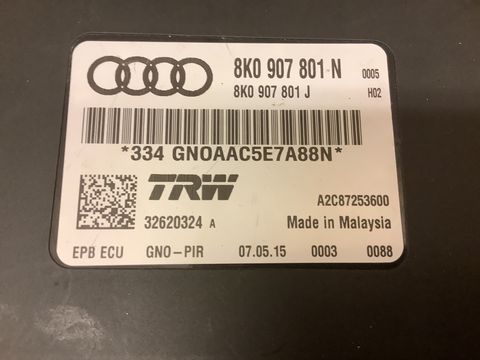 8K0 907 801 N 0005
8K0 907 801 J H02
*334 GNOAAC5E7A88N*
TRW A2C87253600
32620324 A Made in Malaysia
EPB ECU GNO-PIR 07.05.15 0003 0088